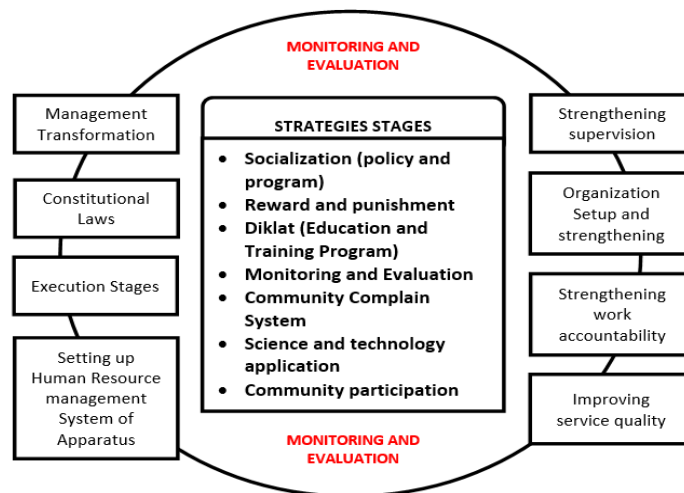 MONITORING AND
EVALUATION
Management
Transformation
Constitutional
Laws
Execution Stages
Setting up
Human Resource
management
System of
Apparatus
STRATEGIES STAGES
• Socialization (policy and
program)
• Reward and punishment
• Diklat (Education and
Training Program)
• Monitoring and Evaluation
• Community Complain
System
• Science and technology
application
• Community participation
Strengthening
supervision
Organization
Setup and
strengthening
Strengthening
work
accountability
Improving
service quality
MONITORING AND
EVALUATION